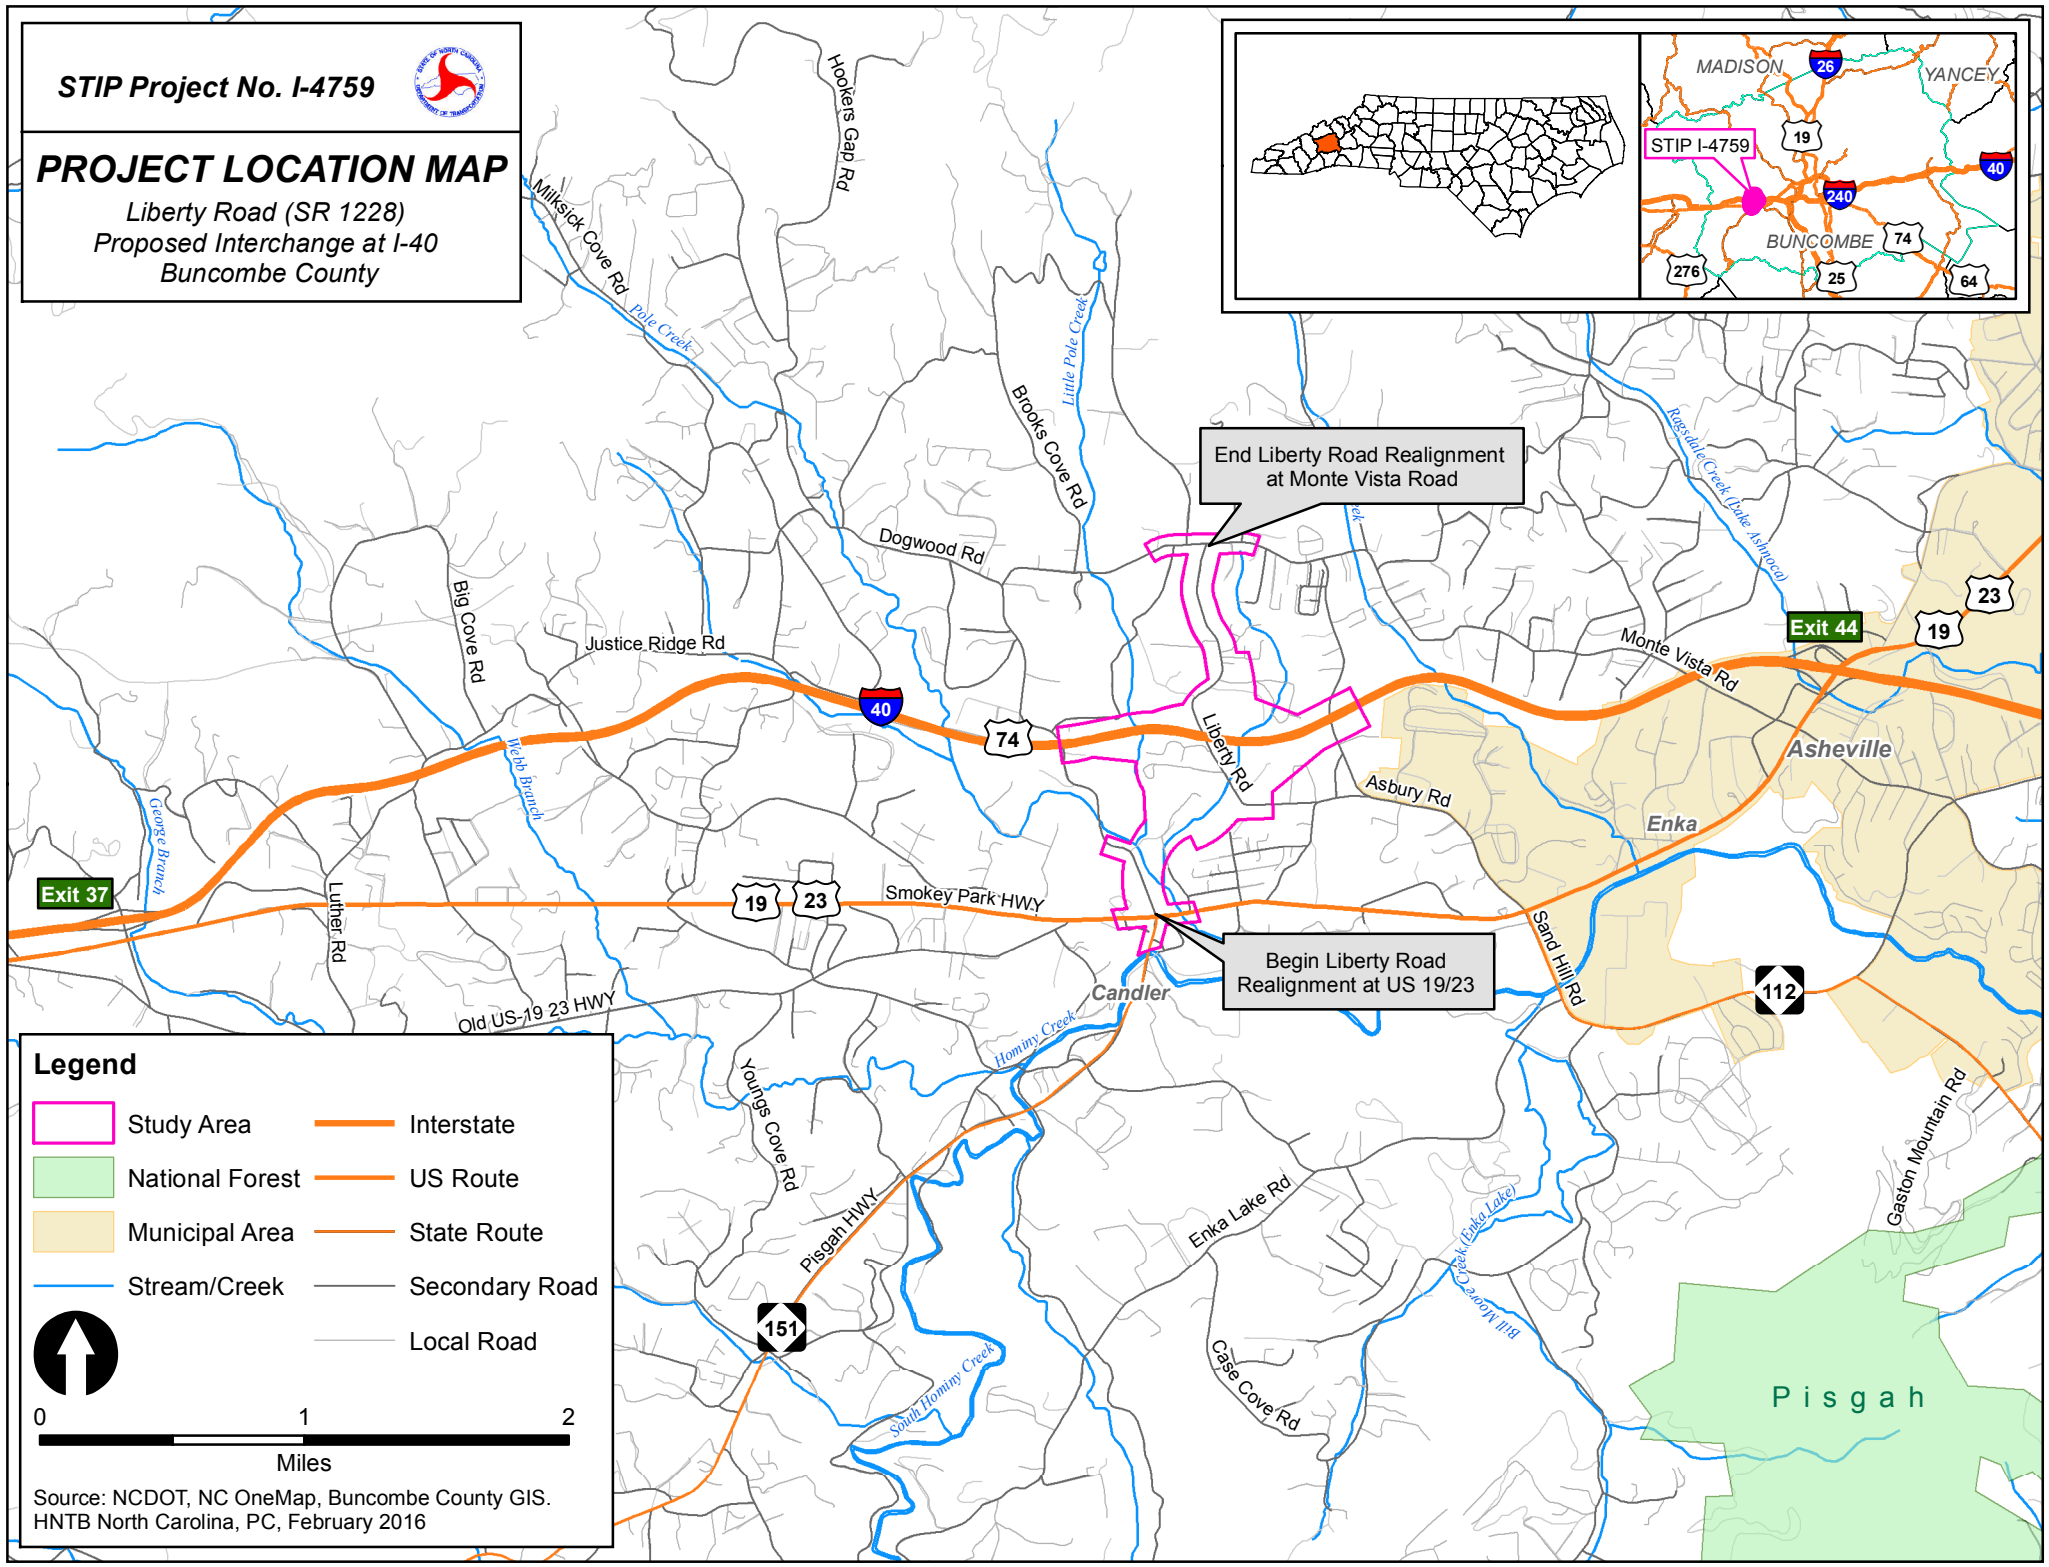 STIP Project No. I-4759
STATE OF NORTH CAROLINA
DEPARTMENT OF TRANSPORTATION
PROJECT LOCATION MAP
Liberty Road (SR 1228)
Proposed Interchange at I-40
Buncombe County
MADISON
26
YANCEY
19
STIP I-4759
40
240
BUNCOMBE
74
276
25
64
Hookers Gap Rd
Milksick Cove Rd
Pole Creek
Little Pole Creek
Brooks Cove Rd
Ragsdale Creek (Lake Ashnoca)
End Liberty Road Realignment
at Monte Vista Road
eek
Dogwood Rd
Big Cove Rd
Justice Ridge Rd
23
Exit 44
19
Monte Vista Rd
40
74
Liberty Rd
Webb Branch
Asheville
George Branch
Asbury Rd
Enka
Exit 37
Luther Rd
19
23
Smokey Park HWY
Sand Hill Rd
Begin Liberty Road
Realignment at US 19/23
112
Candler
Old US-19 23 HWY
Hominy Creek
Youngs Cove Rd
Gaston Mountain Rd
Pisgah HWY
Enka Lake Rd
Bill Moore Creek (Enka Lake)
151
Case Cove Rd
South Hominy Creek
Pisgah
Legend
Study Area
Interstate
National Forest
US Route
Municipal Area
State Route
Stream/Creek
Secondary Road
Local Road
0 1 2
Miles
Source: NCDOT, NC OneMap, Buncombe County GIS.
HNTB North Carolina, PC, February 2016